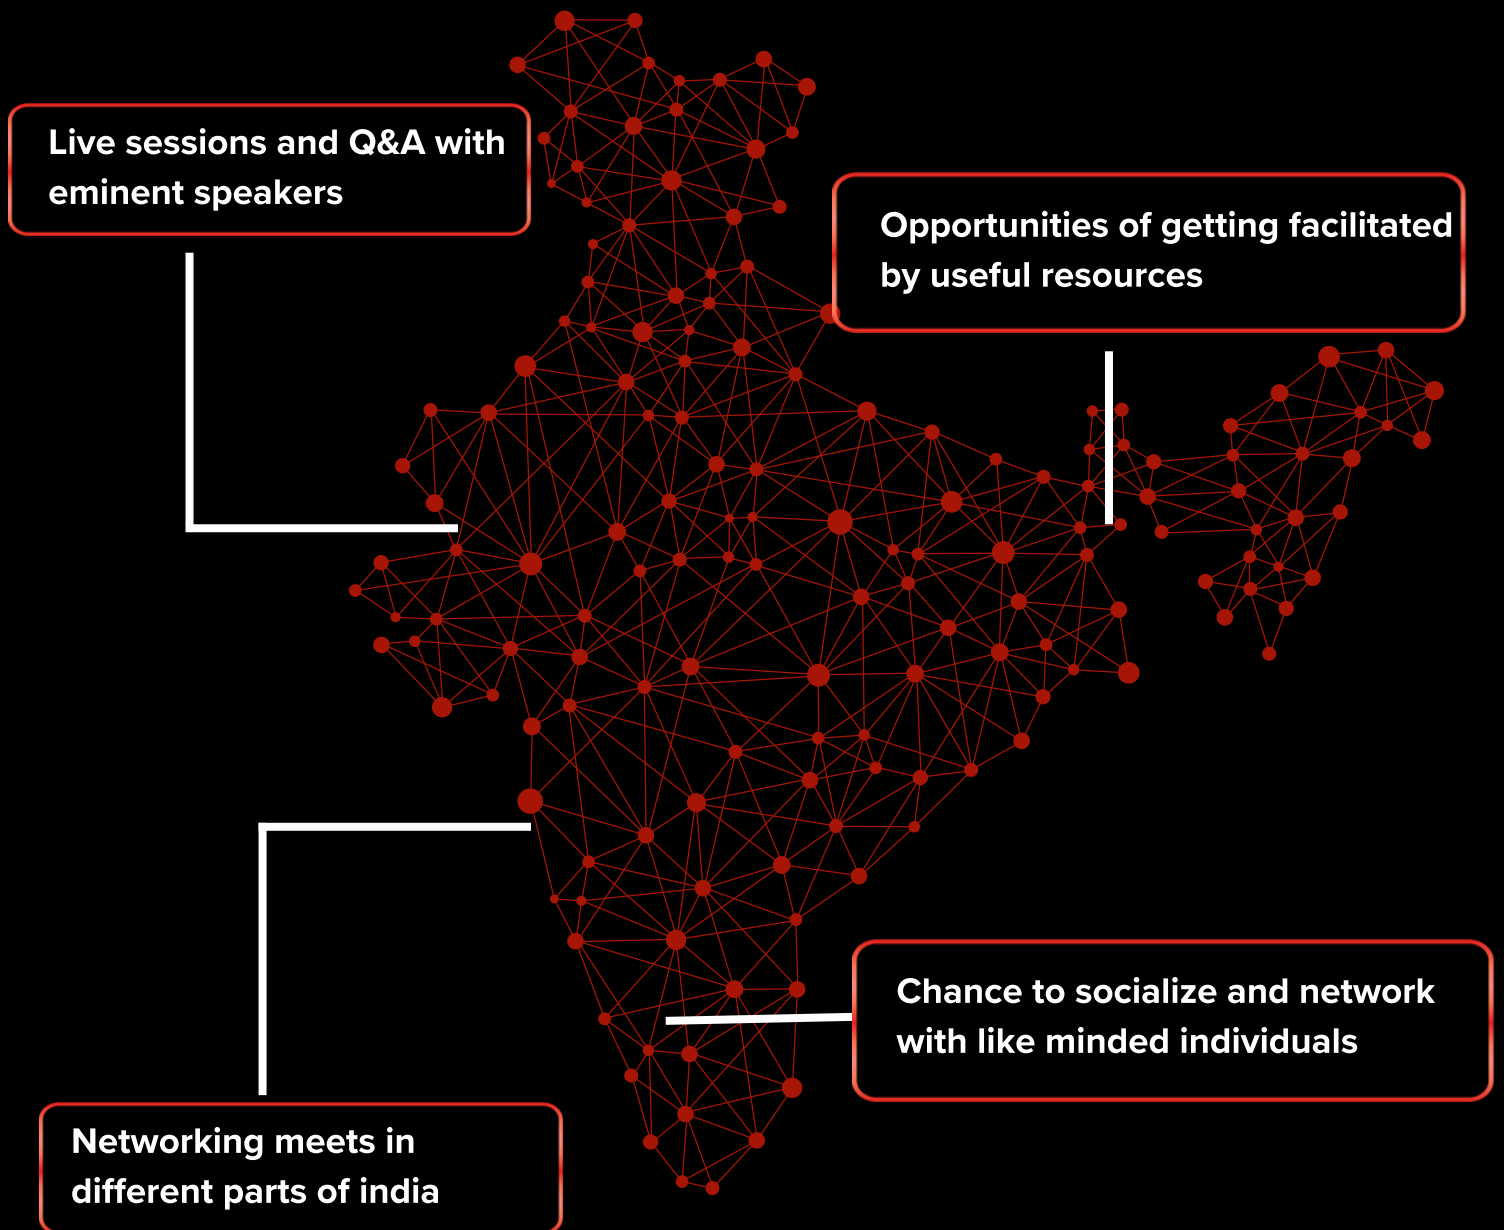 Live sessions and Q&A with
eminent speakers
Opportunities of getting facilitated
by useful resources
Chance to socialize and network
with like minded individuals
Networking meets in
different parts of india